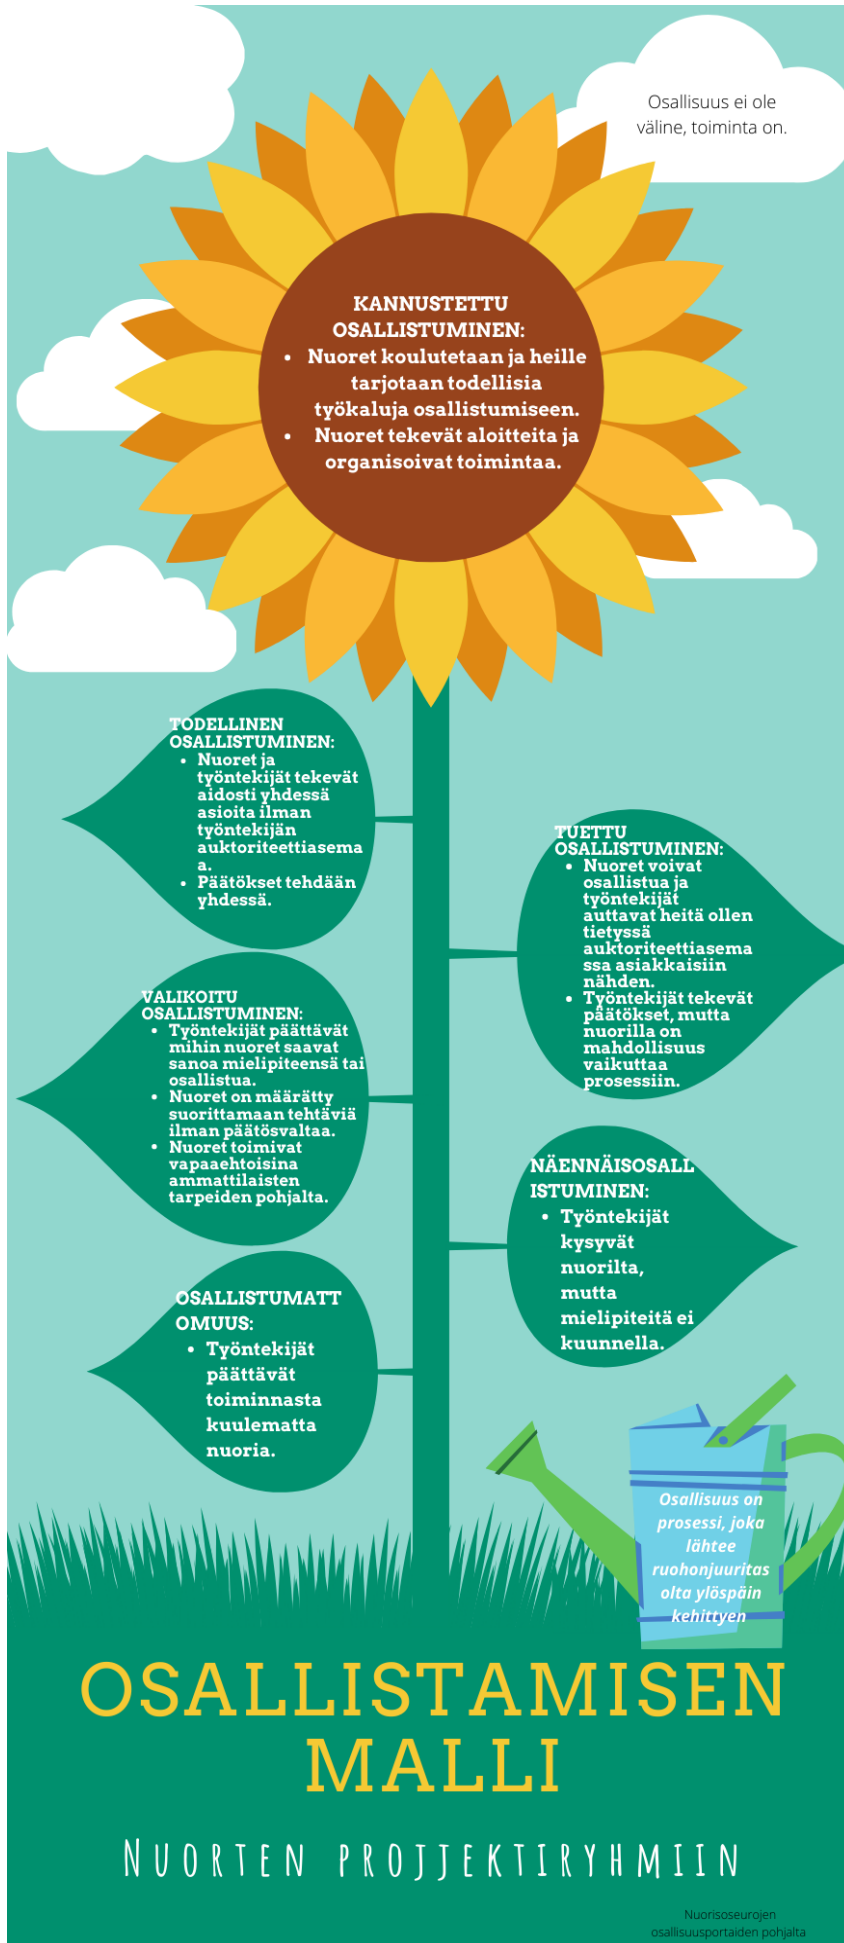 Osallisuus ei ole
väline, toiminta on.
KANNUSTETTU
OSALLISTUMINEN:
• Nuoret koulutetaan ja heille
tarjotaan todellisia
työkaluja osallistumiseen.
• Nuoret tekevät aloitteita ja
organisoivat toimintaa.
TODELLINEN
OSALLISTUMINEN:
• Nuoret ja
työntekijät tekevät
aidosti yhdessä
asioita ilman
työntekijän
auktoriteettiasema
a.
• Päätökset tehdään
yhdessä.
TUETTU
OSALLISTUMINEN:
• Nuoret voivat
osallistua ja
työntekijät
auttavat heitä ollen
tietyssä
auktoriteettiasema
ssa asiakkaisiin
nähden.
• Työntekijät tekevät
päätökset, mutta
nuorilla on
mahdollisuus
vaikuttaa
prosessiin.
VALIKOITU
OSALLISTUMINEN:
• Työntekijät päättävät
mihin nuoret saavat
sanoa mielipiteensä tai
osallistua.
• Nuoret on määrätty
suorittamaan tehtäviä
ilman päätösvaltaa.
• Nuoret toimivat
vapaaehtoisina
ammattilaisten
tarpeiden pohjalta.
NÄENNÄISOSALL
ISTUMINEN:
• Työntekijät
kysyvät
nuorilta,
mutta
mielipiteitä ei
kuunnella.
OSALLISTUMATT
OMUUS:
• Työntekijät
päättävät
toiminnasta
kuulematta
nuoria.
Osallisuus on
prosessi, joka
lähtee
ruohonjuuritas
olta ylöspäin
kehittyen
OSALLISTAMISEN
MALLI
NUORTEN PROJJEKTIRYHMIIN
Nuorisoseurojen
osallisuusportaiden pohjalta